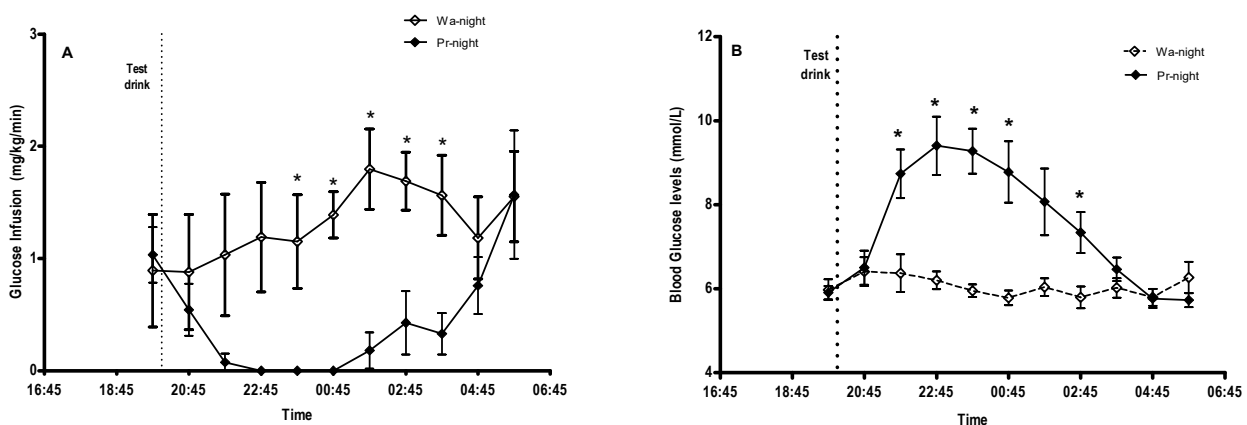 A
Wa-night
Pr-night
Test
drink
Glucose Infusion (mg/kg/min)
3
2
1
0
* * * * *
16:45 18:45 20:45 22:45 00:45 02:45 04:45 06:45
Time
B
Wa-night
Pr-night
Test
drink
Blood Glucose levels (mmol/L)
12
10
8
6
4
* * * * *
16:45 18:45 20:45 22:45 00:45 02:45 04:45 06:45
Time